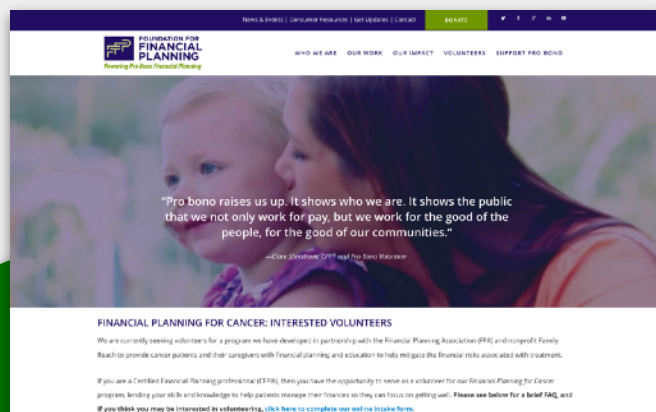 News & Events | Consumer Resources | Get Updates | Contact
DONATE
FOUNDATION FOR
FINANCIAL
PLANNING
Powering Pro Bono Financial Planning
WHO WE ARE OUR WORK OUR IMPACT VOLUNTEERS SUPPORT PRO BONO
"Pro bono raises us up. It shows who we are. It shows the public
that we not only work for pay, but we work for the good of the
people, for the good of our communities."
CFP® and Pro Bono Volunteer
FINANCIAL PLANNING FOR CANCER: INTERESTED VOLUNTEERS
We are currently seeking volunteers for a program we have developed in partnership with the Financial Planning Association (FPA) and nonprofit Family
Reach to provide cancer patients and their caregivers with financial planning and education to help mitigate the financial risks associated with treatment.
If you are a Certified Financial Planning professional (CFP®), then you have the opportunity to serve as a volunteer for our Financial Planning for Cancer
program, lending your skills and knowledge to help patients manage their finances so they can focus on getting well. Please see below for a brief FAQ, and
if you think you may be interested in volunteering, click here to complete our online intake form.